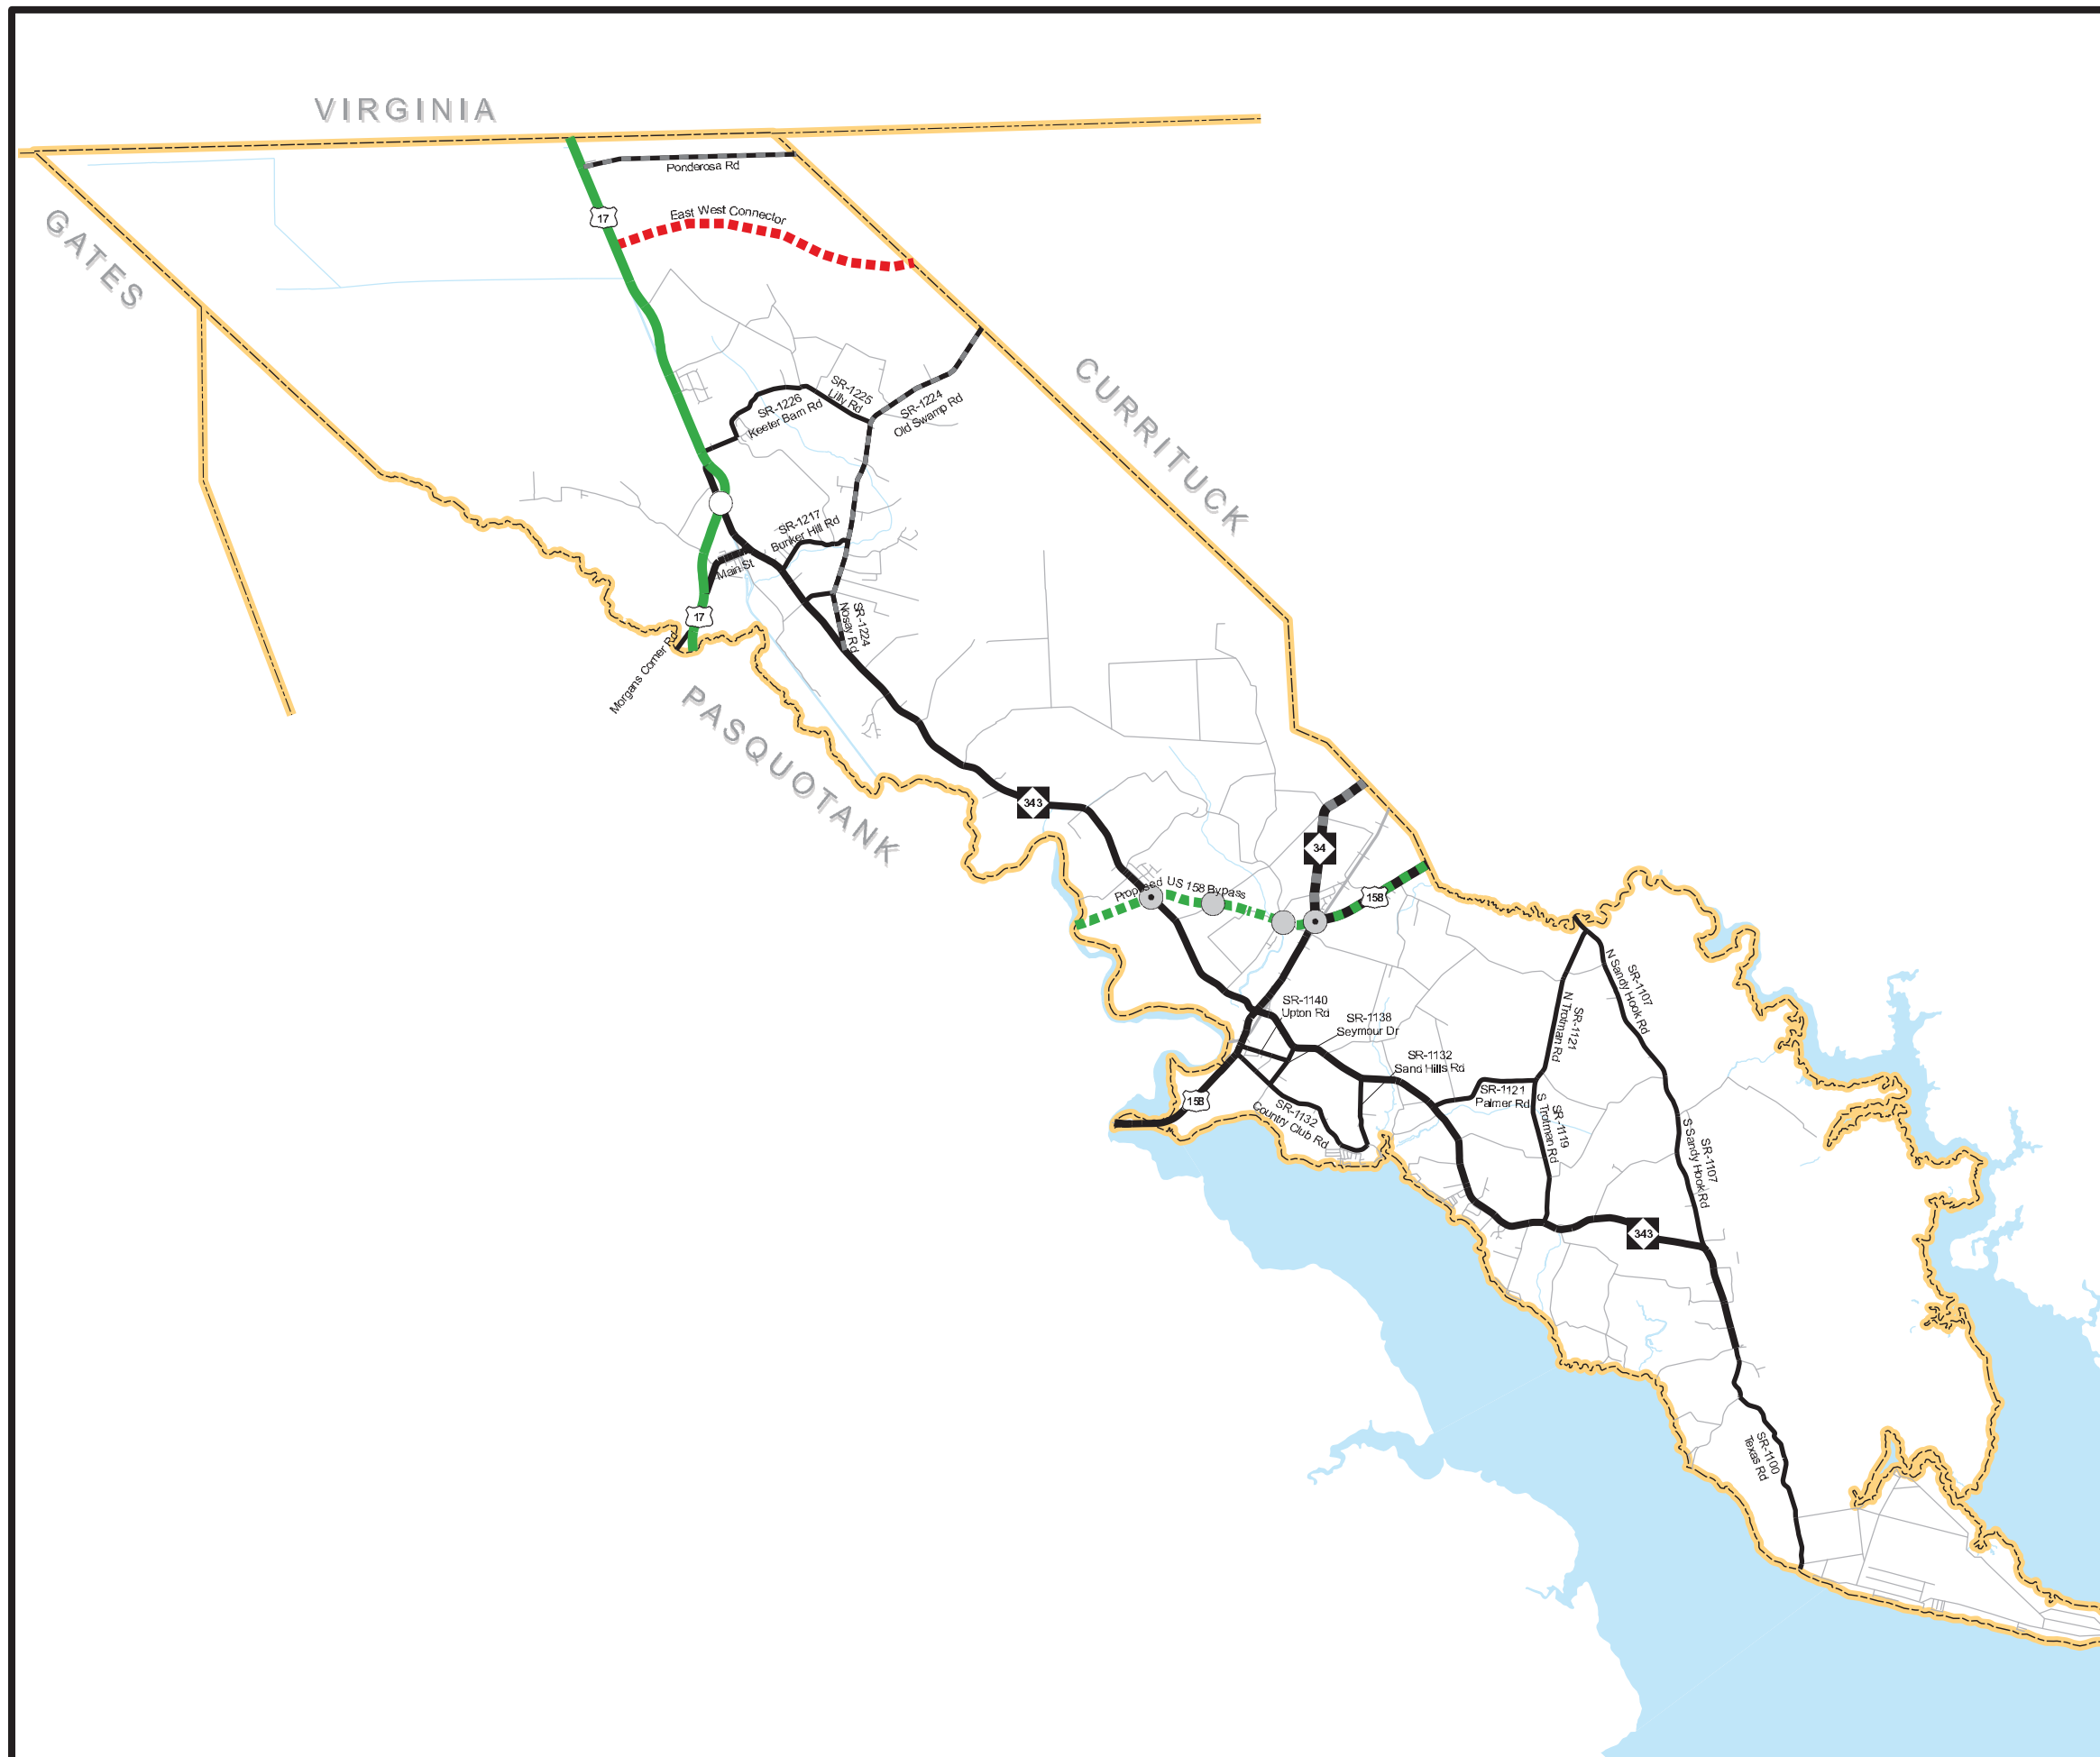 VIRGINIA
Ponderosa Rd
East West Connector
17
GATES
CURRITUCK
SR-1225
Lilly Rd
SR-1226
Keeter Barn Rd
SR-1224
Old Swamp Rd
SR-1217
Bunker Hill Rd
Main St
17
SR-1224
Nosay Rd
Morgans Corner Rd
PASQUOTANK
343
34
Proposed US 158 Bypass
158
SR-1107
N Sandy Hook Rd
SR-1140
Upton Rd
SR-1138
Seymour Dr
SR-1121
N Trotman Rd
SR-1132
Sand Hills Rd
158
SR-1132
Country Club Rd
SR-1121
Palmer Rd
SR-1119
S Trotman Rd
SR-1107
S Sandy Hook Rd
343
SR-1100
Texas Rd